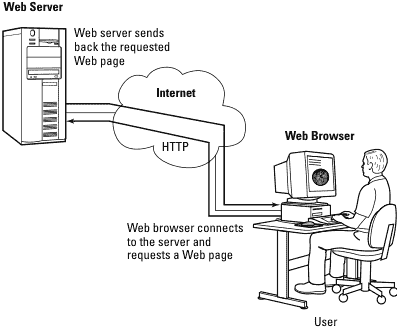 Web Server
Web server sends
back the requested
Web page
Internet
HTTP
Web Browser
Web browser connects
to the server and
requests a Web page
User